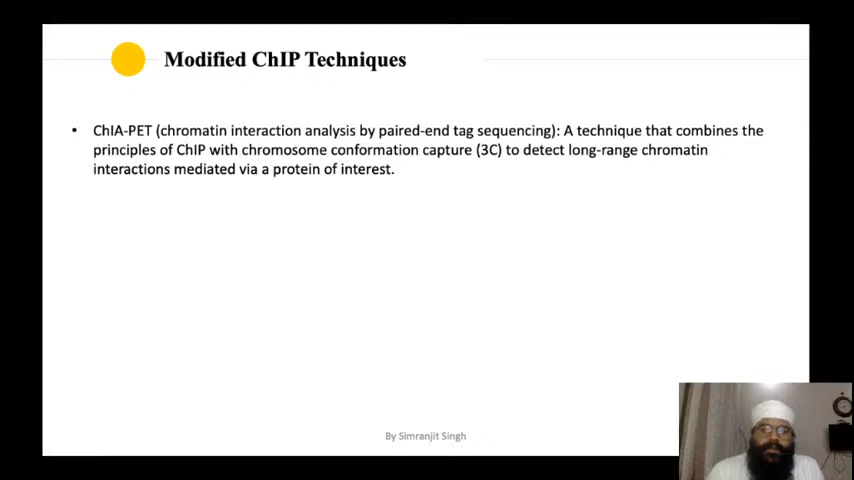 Modified ChIP Techniques
• ChIA-PET (chromatin interaction analysis by paired-end tag sequencing): A technique that combines the
principles of ChIP with chromosome conformation capture (3C) to detect long-range chromatin
interactions mediated via a protein of interest.
By Simranjit Singh